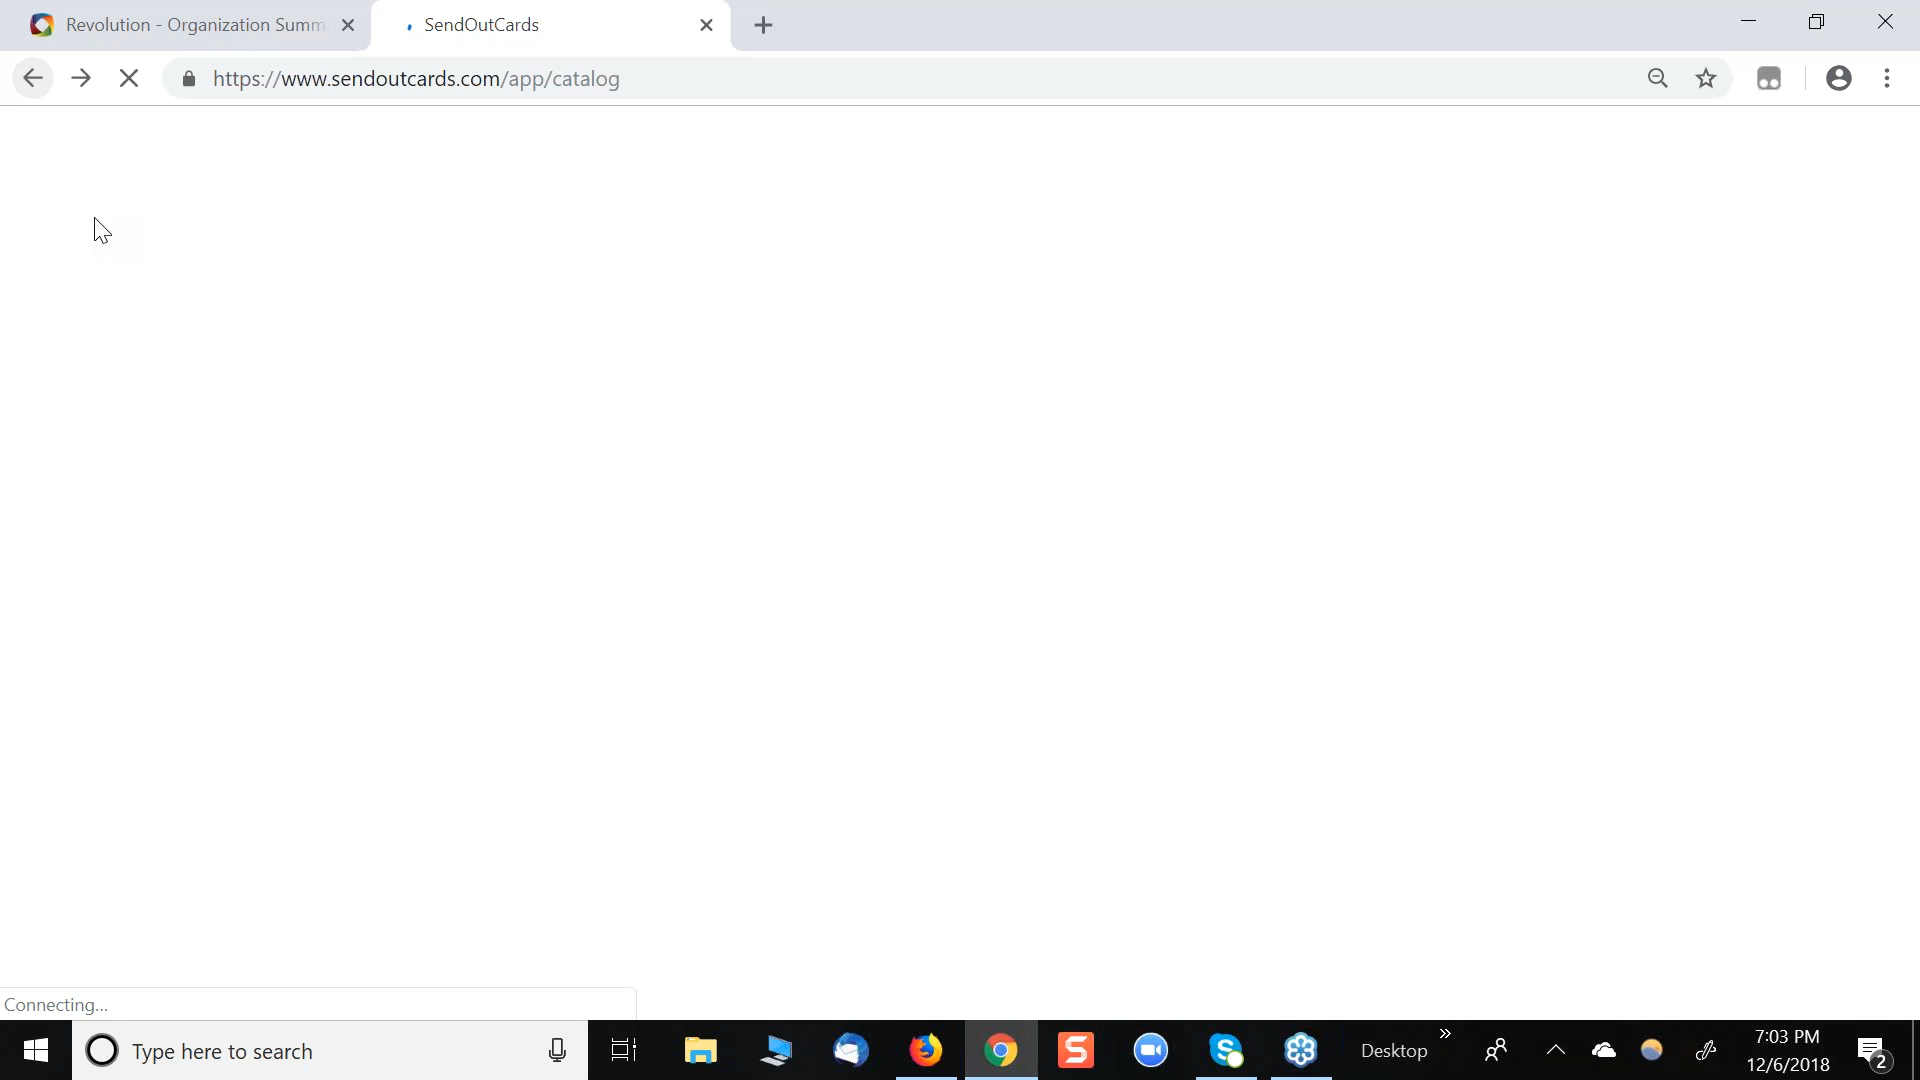 Revolution - Organization Summ
SendOutCards
https://www.sendoutcards.com/app/catalog
Connecting...
Type here to search
Desktop
7:03 PM
12/6/2018
2